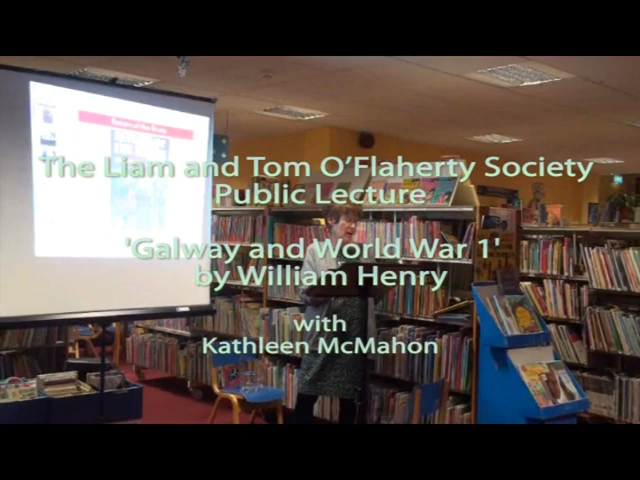 The Liam and Tom O'Flaherty Society
Public Lecture
'Galway and World War 1'
by William Henry
with
Kathleen McMahon